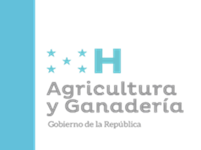 H
Agricultura
y Ganadería
Gobierno de la República